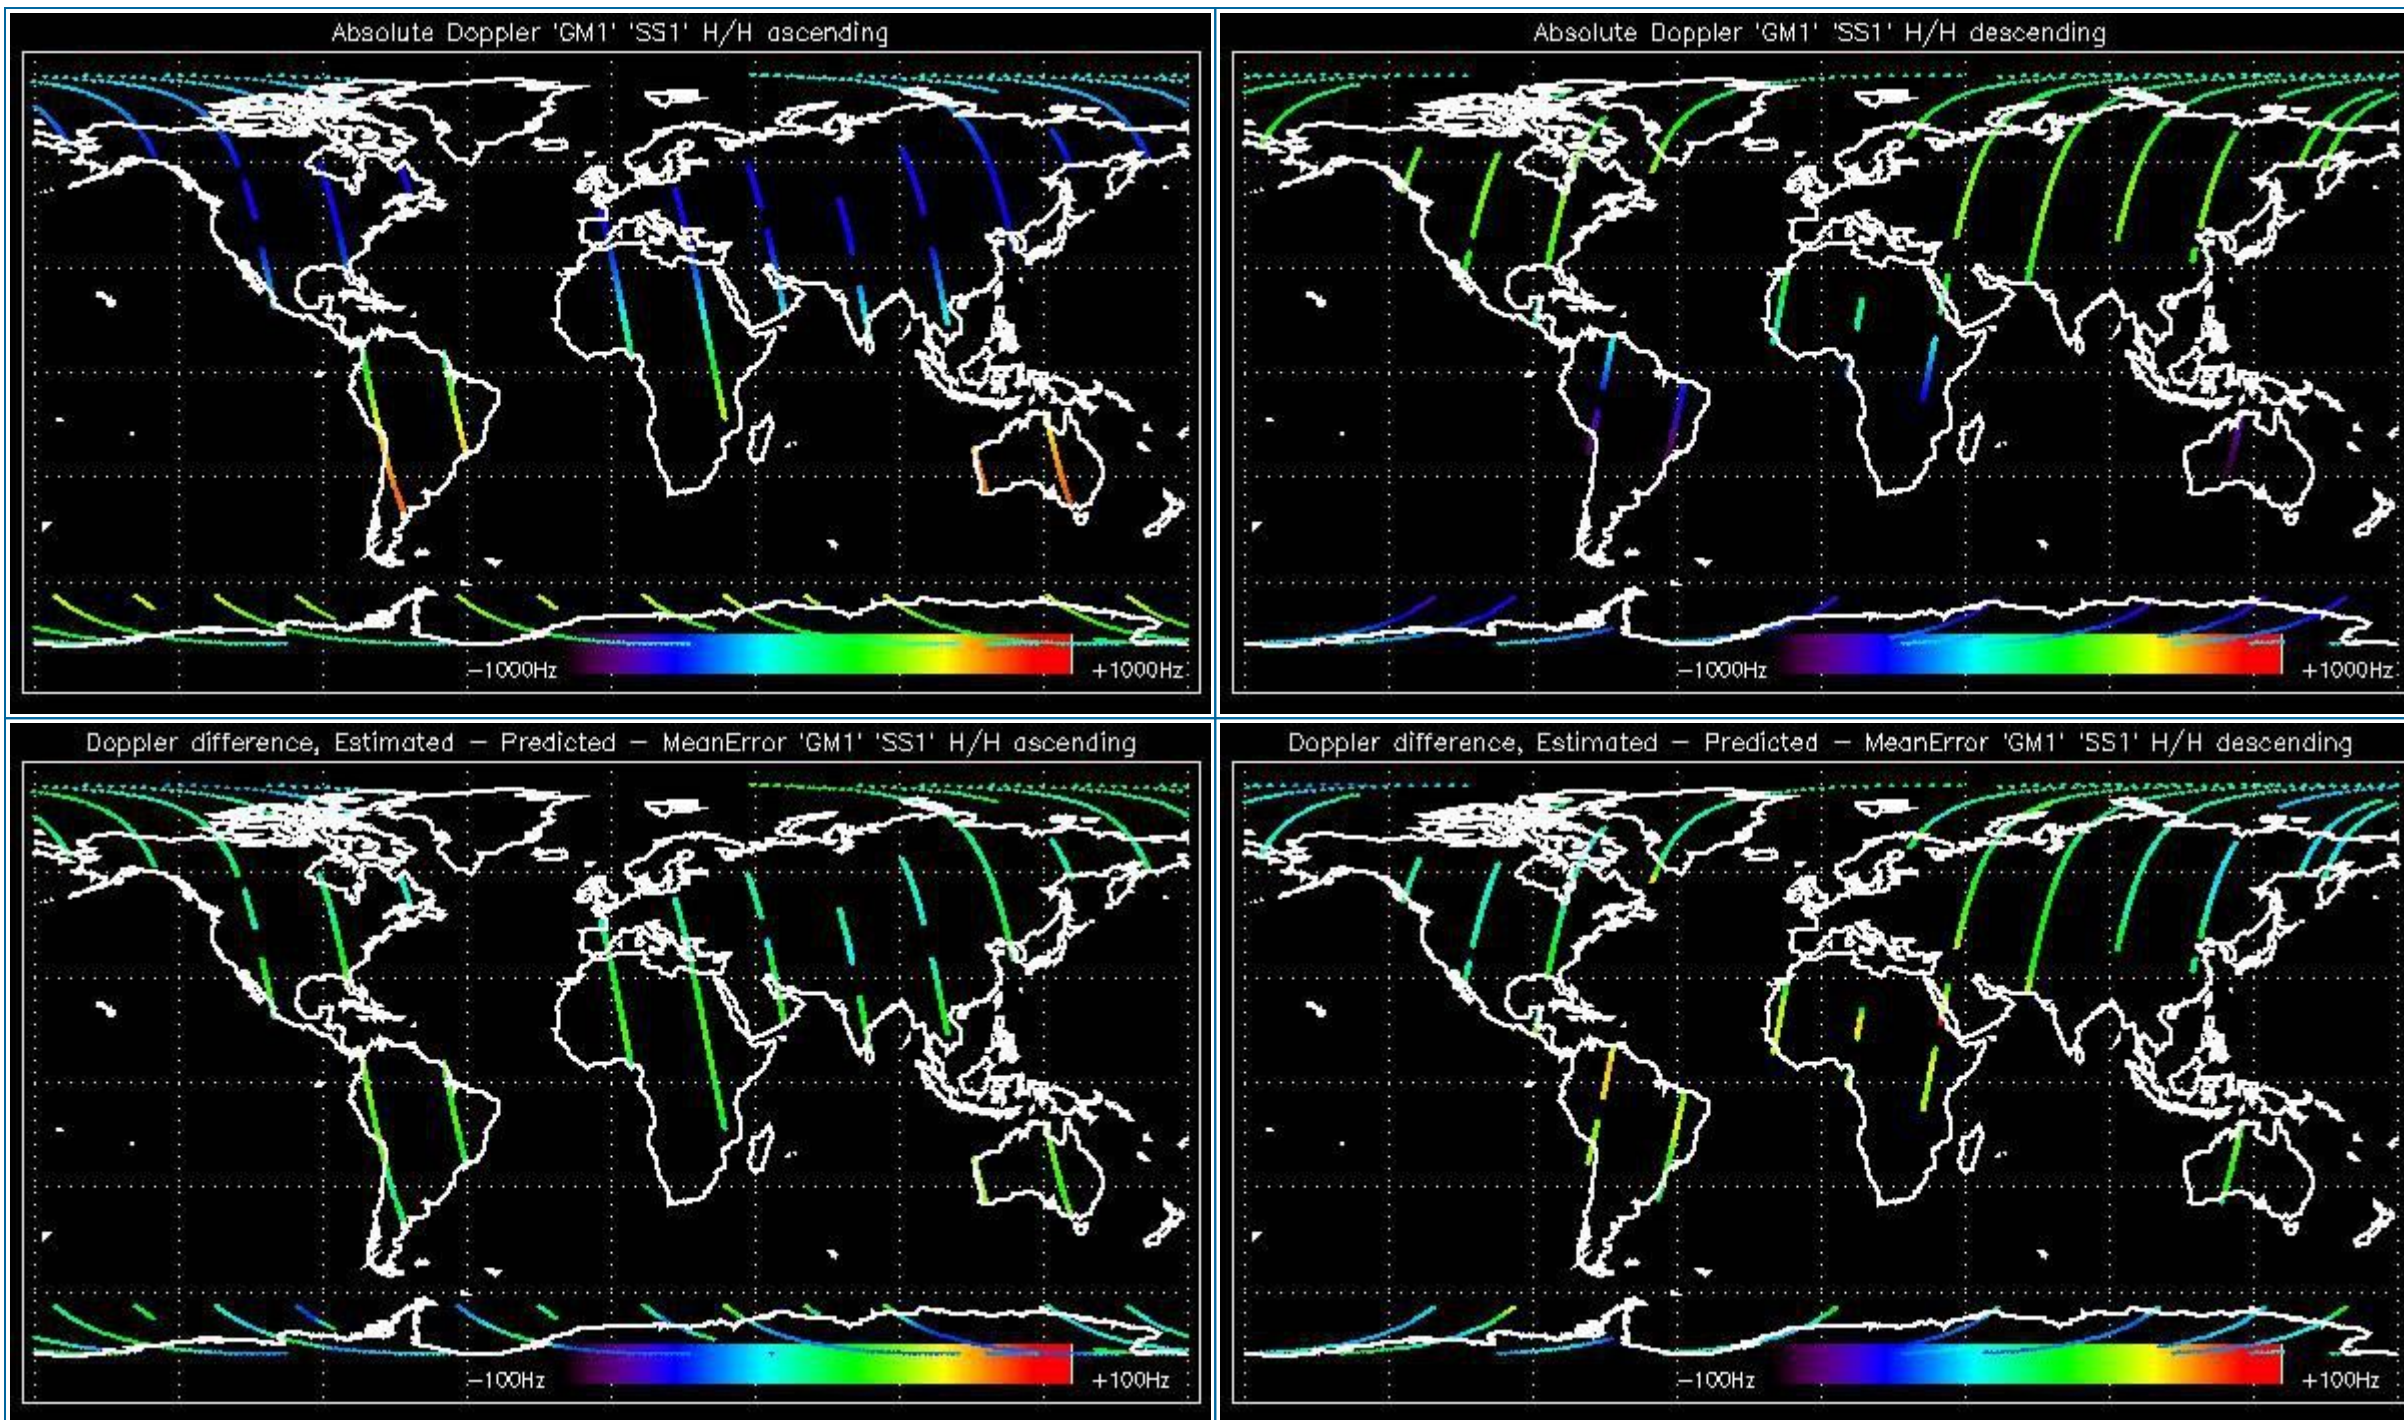 Absolute Doppler 'GM1' 'SS1' H/H ascending
−1000Hz
+1000Hz
Absolute Doppler 'GM1' 'SS1' H/H descending
−1000Hz
+1000Hz
Doppler difference, Estimated − Predicted − MeanError 'GM1' 'SS1' H/H ascending
−100Hz
+100Hz
Doppler difference, Estimated − Predicted − MeanError 'GM1' 'SS1' H/H descending
−100Hz
+100Hz